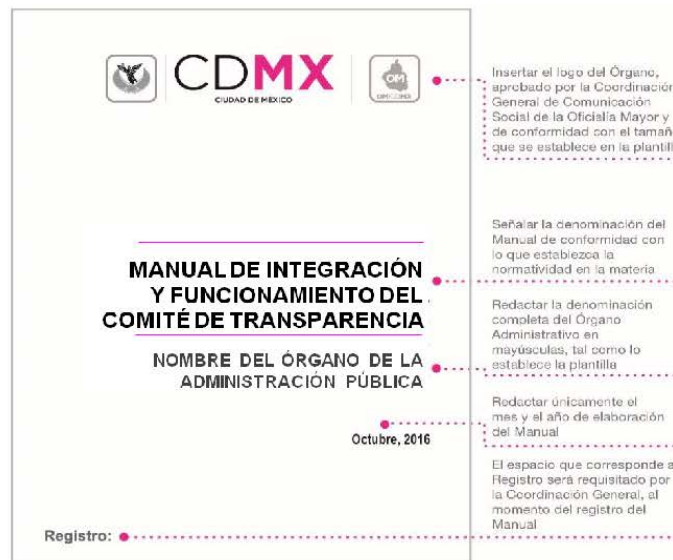 CDMX
CIUDAD DE MÉXICO
OM
MANUAL DE INTEGRACIÓN
Y FUNCIONAMIENTO DEL
COMITÉ DE TRANSPARENCIA
NOMBRE DEL ÓRGANO DE LA
ADMINISTRACIÓN PÚBLICA
Octubre, 2016
Registro:
Insertar el logo del Órgano,
aprobado por la Coordinación
General de Comunicación
Social de la Oficialía Mayor y
de conformidad con el tamañ
que se establece en la plantill
Señalar la denominación del
Manual de conformidad con
lo que establezca la
normatividad en la materia
Redactar la denominación
completa del Órgano
Administrativo en
mayúsculas, tal como lo
establece la plantilla
Redactar únicamente el
mes y el año de elaboración
del Manual
El espacio que corresponde a
Registro será requisitado por
la Coordinación General, al
momento del registro del
Manual